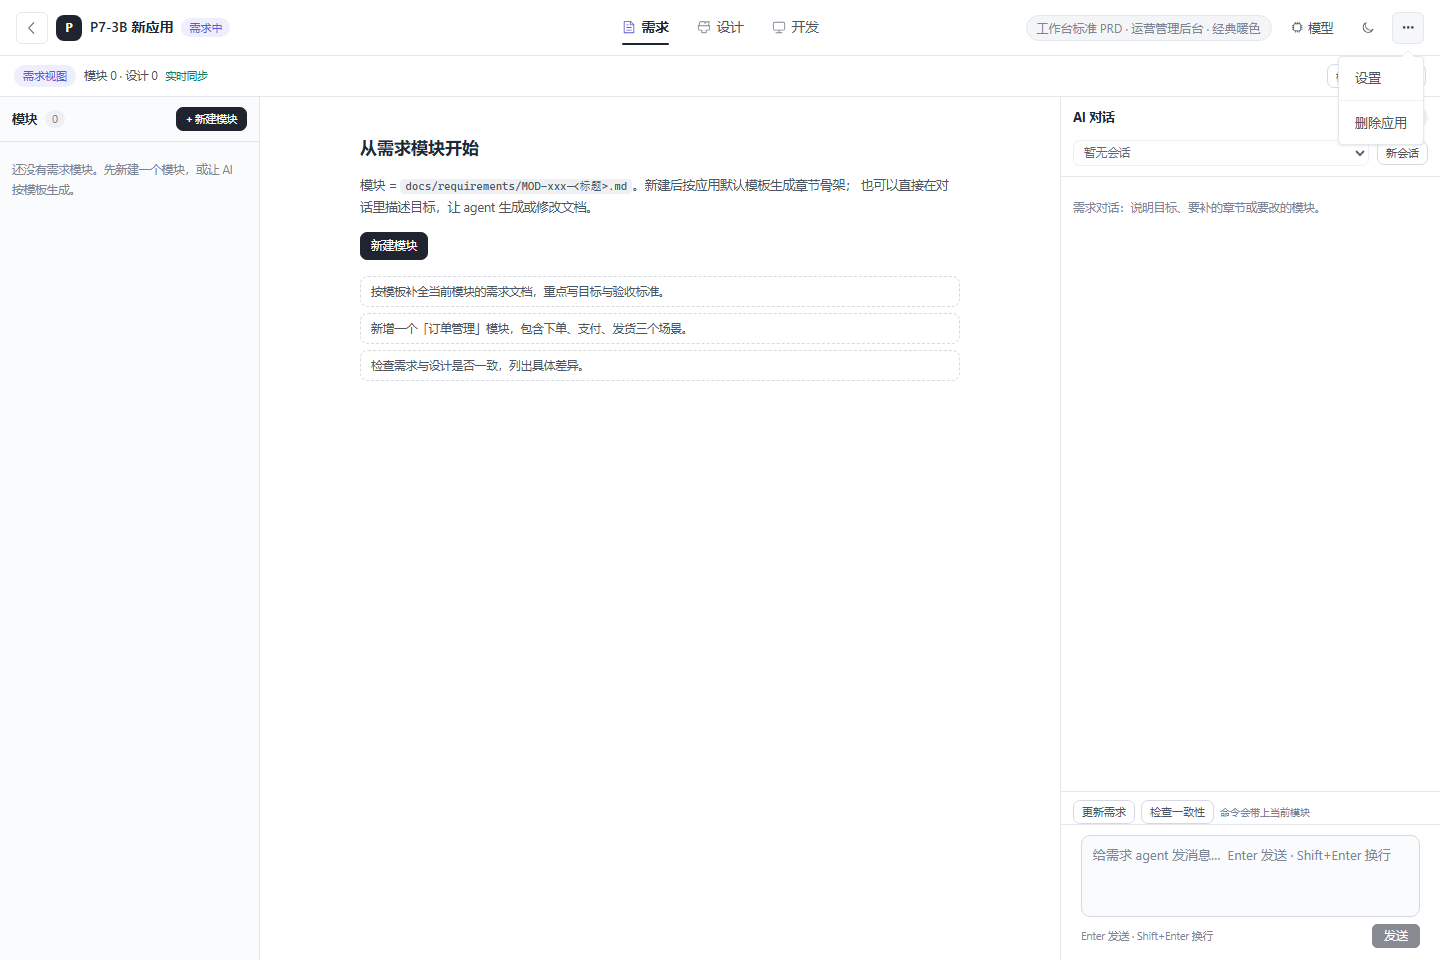 P P7-3B 新应用 需求中
需求 设计 开发
工作台标准 PRD · 运营管理后台 · 经典暖色 模型
设置
删除应用
需求视图 模块 0 · 设计 0 实时同步
模块 0 + 新建模块
还没有需求模块。先新建一个模块，或让 AI
按模板生成。
从需求模块开始
模块 = docs/requirements/MOD-xxx-<标题>.md 。新建后按应用默认模板生成章节骨架； 也可以直接在对
话里描述目标，让 agent 生成或修改文档。
新建模块
按模板补全当前模块的需求文档，重点写目标与验收标准。
新增一个「订单管理」模块，包含下单、支付、发货三个场景。
检查需求与设计是否一致，列出具体差异。
AI 对话
暂无会话 新会话
需求对话：说明目标、要补的章节或要改的模块。
更新需求 检查一致性 命令会带上当前模块
给需求 agent 发消息... Enter 发送 · Shift+Enter 换行
Enter 发送 · Shift+Enter 换行 发送